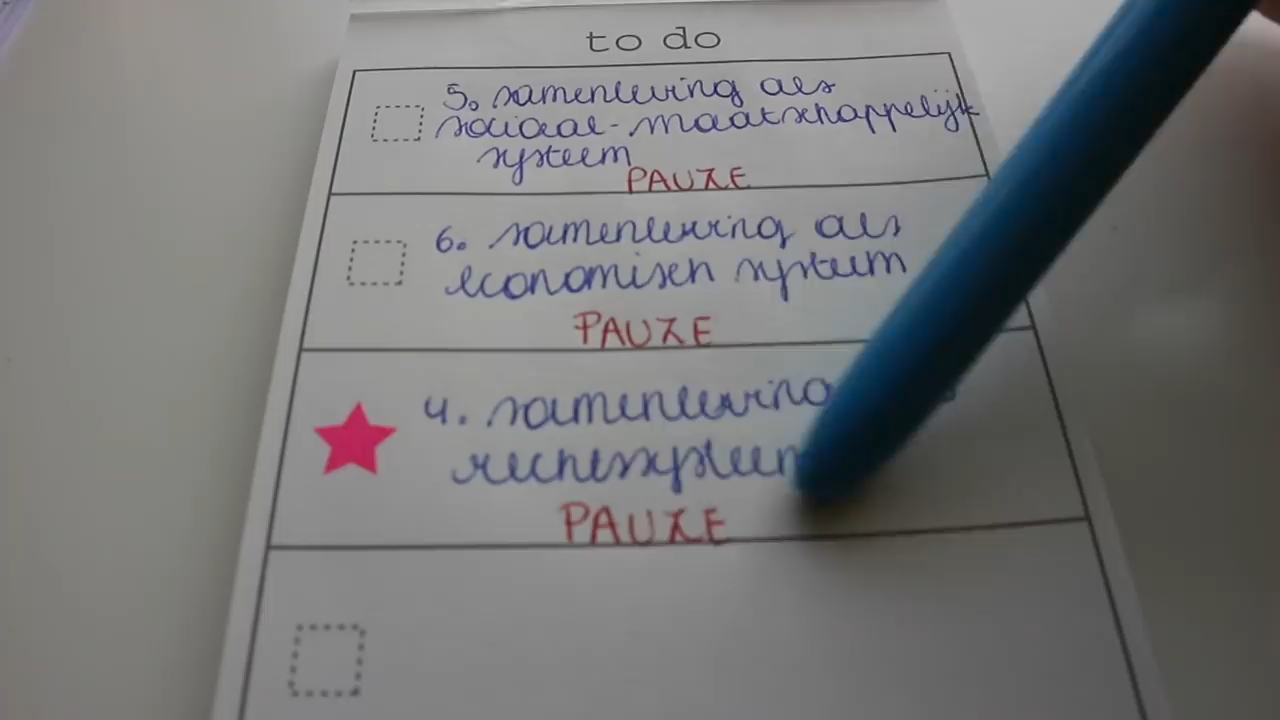 to do
5. samenleving als
sociaal-maatschappelijk
systeem
PAUZE
6. samenleving als
economisch systeem
PAUZE
4. samenleving
rechtssysteem
PAUZE